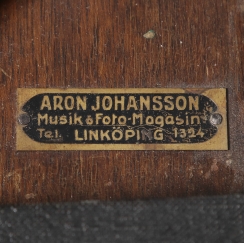 ARON JOHANSSON
Musik & Foto-Magasin
Tel. LINKÖPING 1324